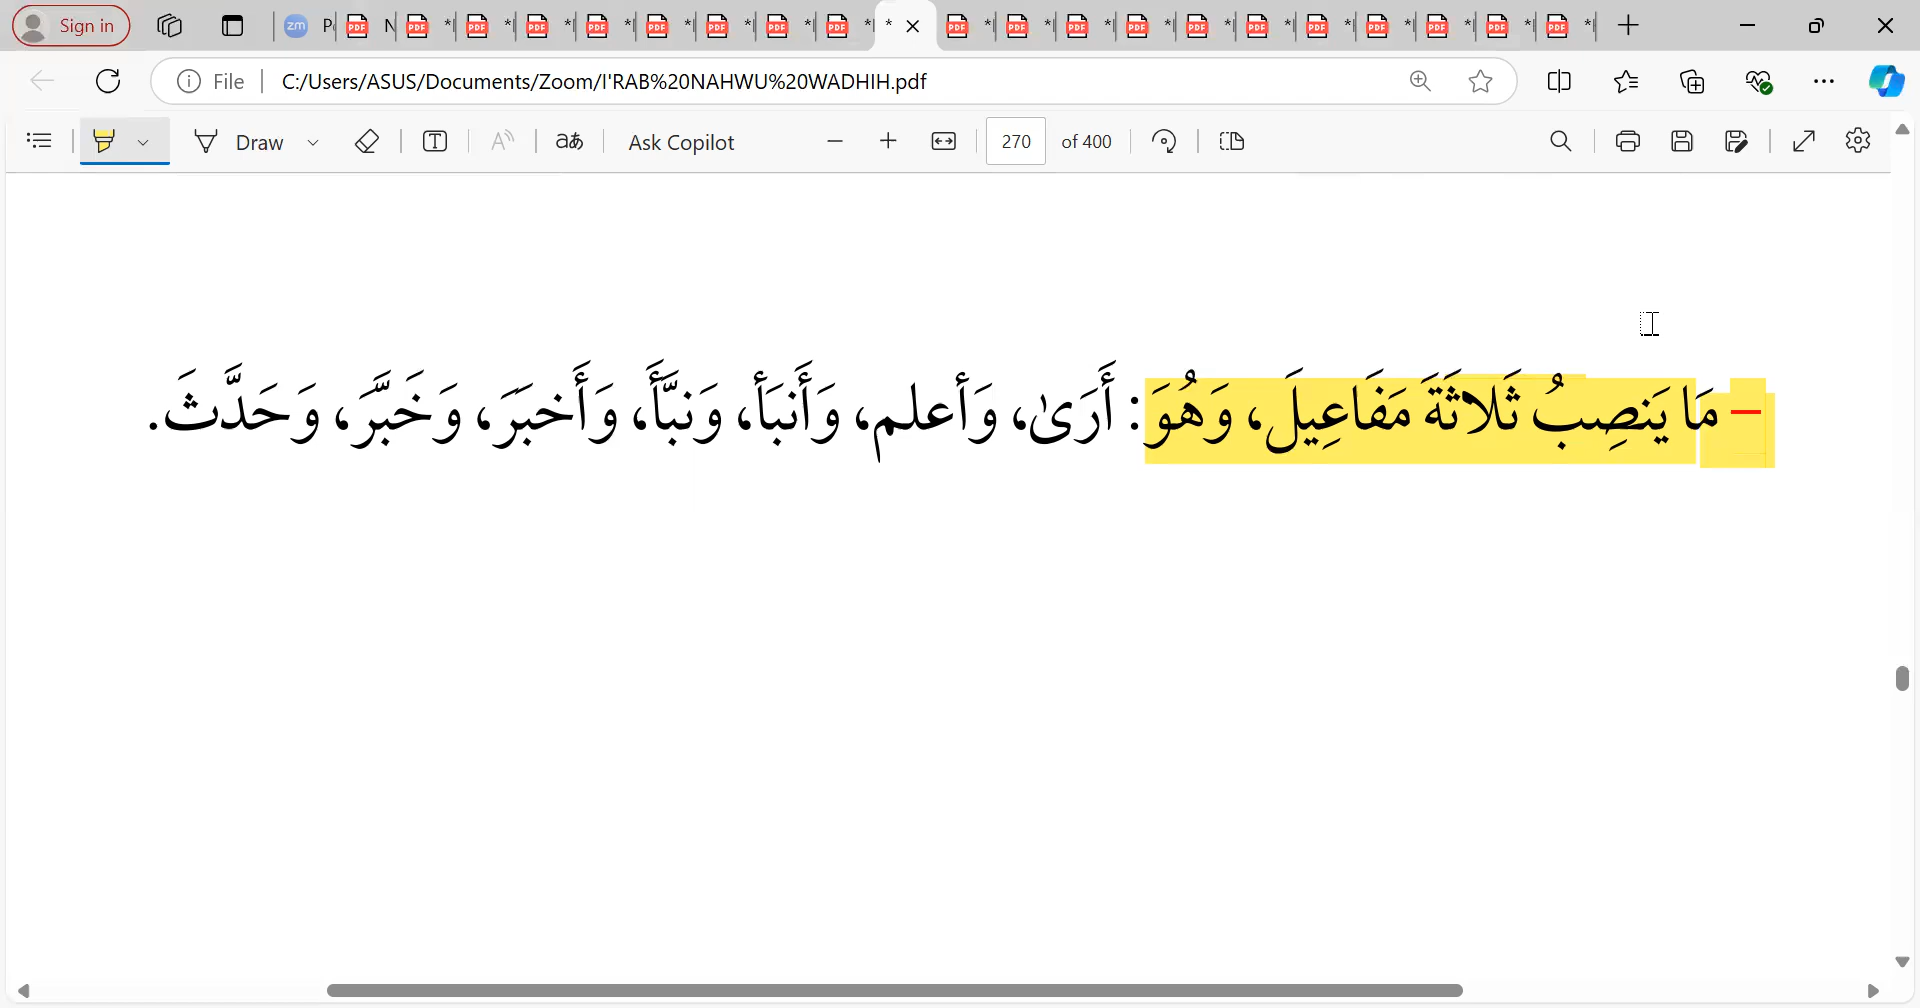 Sign in
File
C:/Users/ASUS/Documents/Zoom/I'RAB%20NAHWU%20WADHIH.pdf
Draw
Ask Copilot
270 of 400
– مَا يَنصِبُ ثَلاثَةَ مَفَاعِيلَ، وَهُوَ: أَرَىٰ، وَأعلم، وَأَنبَأ، وَنبَّأَ، وَأَخبَرَ، وَخَبَّرَ، وَحَدَّثَ.